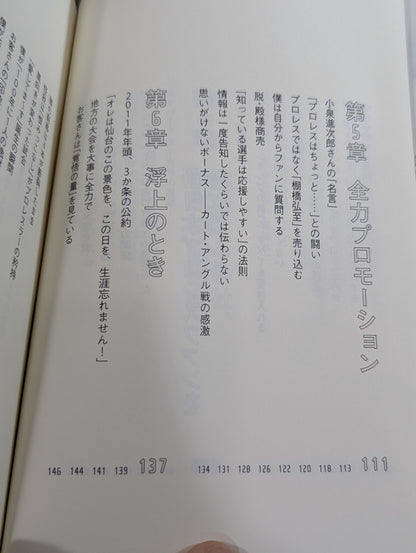 第5章 全力プロモーション 111
小泉進次郎さんの「名言」 113
「プロレスはちょっと……」との闘い 118
プロレスではなく「棚橋弘至」を売り込む 120
僕は自分からファンに質問する 122
脱・殿様商売 126
「知っている選手は応援しやすい」の法則 128
情報は一度告知したくらいでは伝わらない 131
思いがけないボーナス――カート・アングル戦の感激 134
第6章 浮上のとき 137
2011年年頭、3か条の公約 139
「オレは仙台のこの景色を、この日を、生涯忘れません!」 141
地方の大会を大事に全力で 144
お客さんは「覚悟の量」を見ている 146